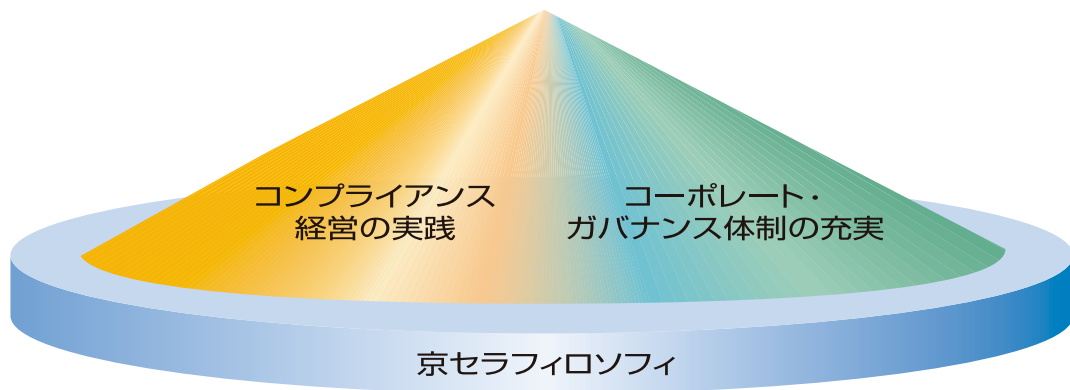 コンプライアンス
経営の実践
コーポレート・
ガバナンス体制の充実
京セラフィロソフィ